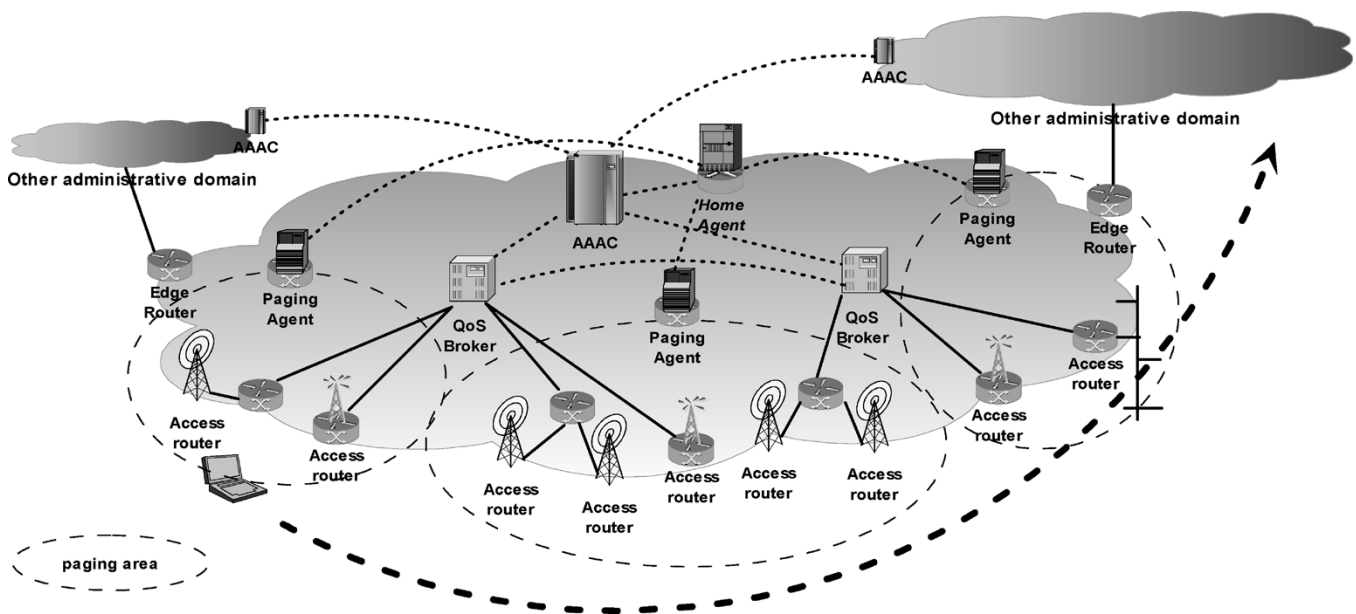 AAAC
Other administrative domain
AAAC
Other administrative domain
Home
Agent
AAAC
Paging
Agent
Edge
Router
Edge
Router
Paging
Agent
QoS
Broker
Paging
Agent
QoS
Broker
Access
router
Access
router
Access
router
Access
router
Access
router
Access
router
Access
router
Access
router
Access
router
Access
router
paging area